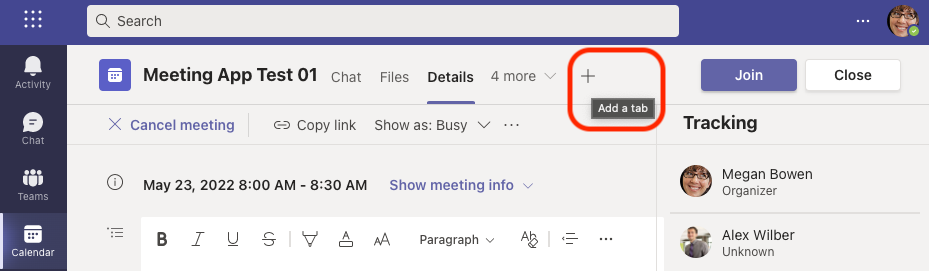 Search
Activity
Chat
Teams
Calendar
Meeting App Test 01 Chat Files Details 4 more Add a tab Join Close
Cancel meeting Copy link Show as: Busy
May 23, 2022 8:00 AM - 8:30 AM Show meeting info
B I U S A AA Paragraph Ab
Tracking
Megan Bowen
Organizer
Alex Wilber
Unknown